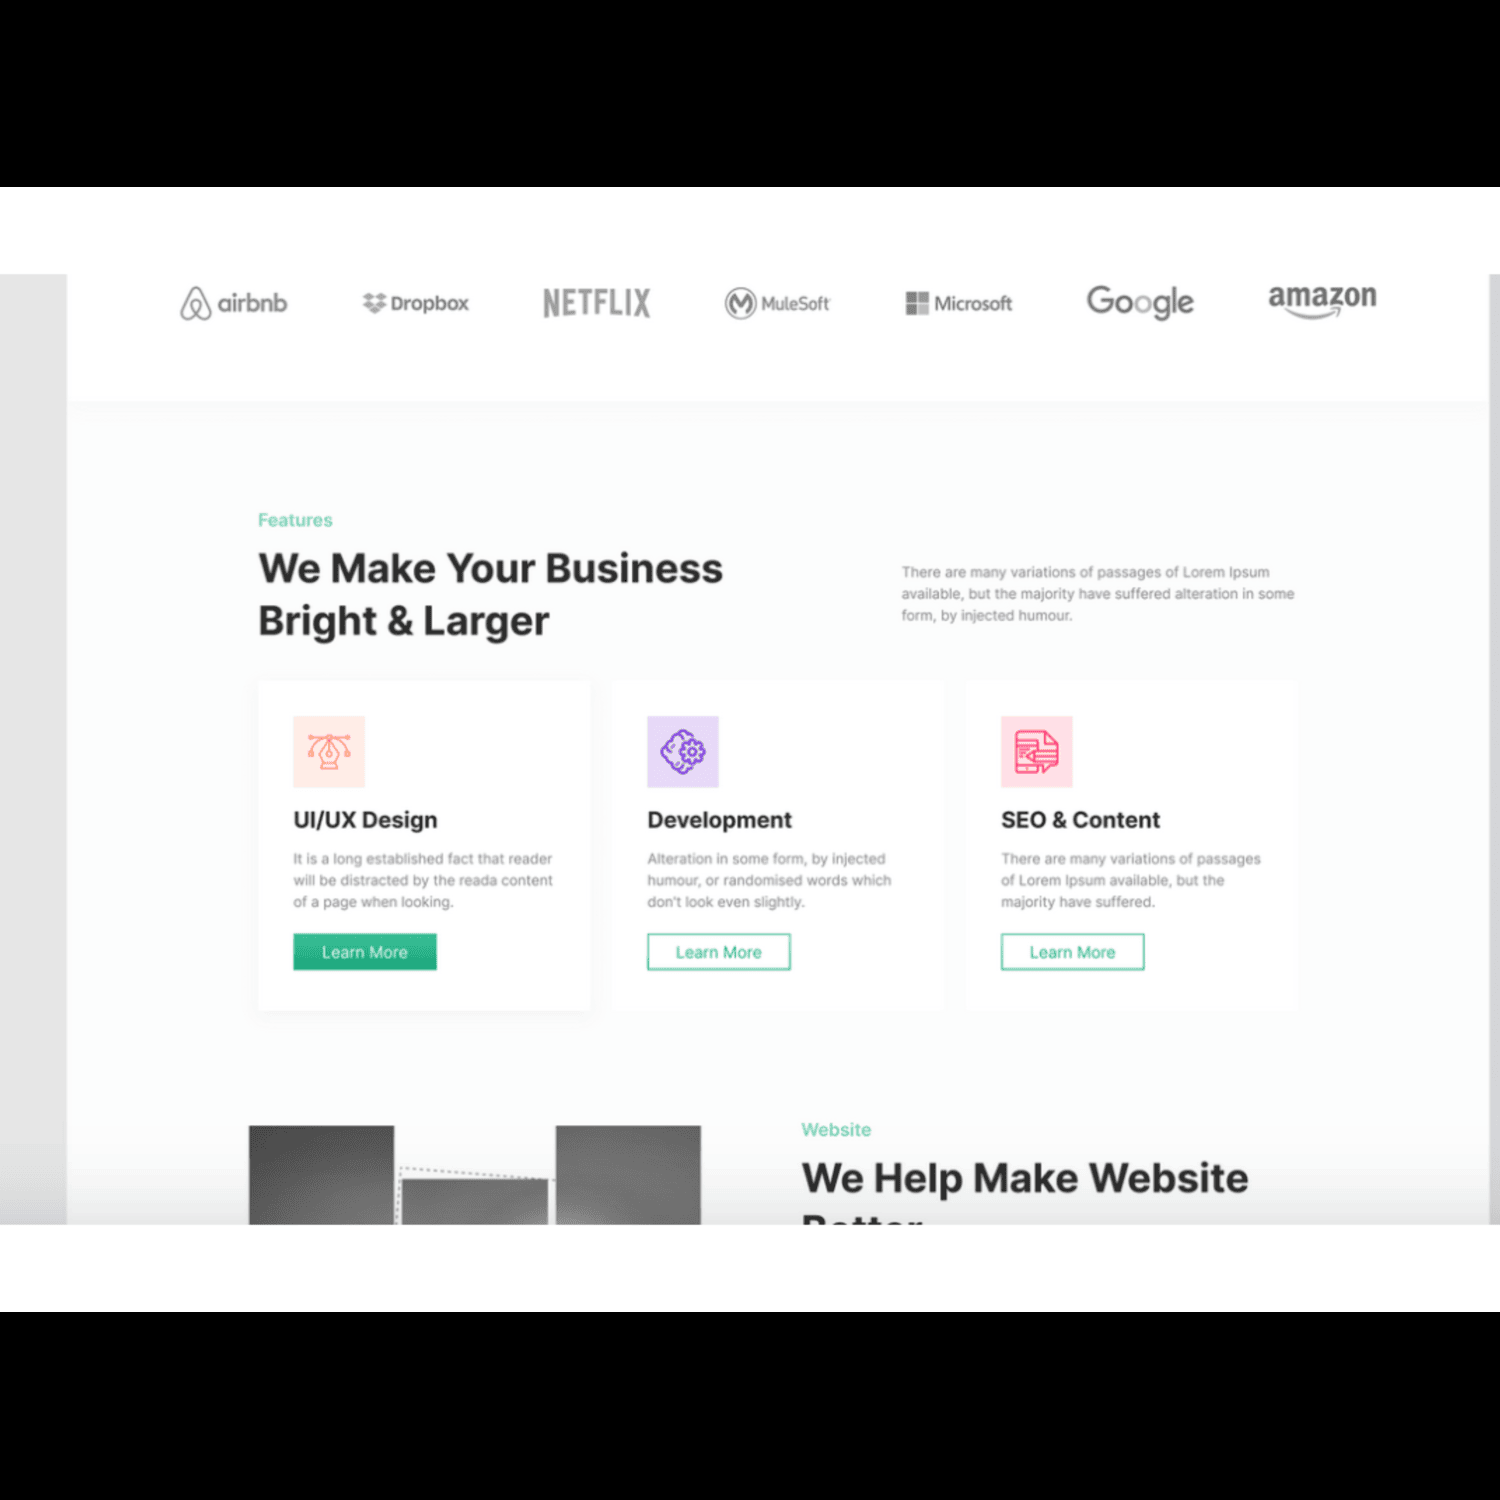 airbnb Dropbox NETFLIX MuleSoft Microsoft Google amazon
Features
We Make Your Business
Bright & Larger
There are many variations of passages of Lorem Ipsum
available, but the majority have suffered alteration in some
form, by injected humour.
UI/UX Design
It is a long established fact that reader
will be distracted by the reada content
of a page when looking.
Learn More
Development
Alteration in some form, by injected
humour, or randomised words which
don't look even slightly.
Learn More
SEO & Content
There are many variations of passages
of Lorem Ipsum available, but the
majority have suffered.
Learn More
Website
We Help Make Website